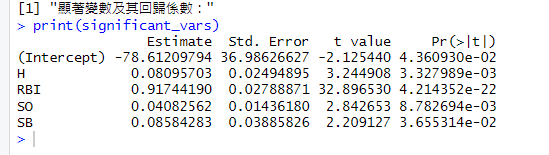 [1] "顯著變數及其回歸係數："
> print(significant_vars)
Estimate Std. Error t value Pr(>|t|)
(Intercept) -78.61209794 36.98626627 -2.125440 4.360930e-02
H 0.08095703 0.02494895 3.244908 3.327989e-03
RBI 0.91744190 0.02788871 32.896530 4.214352e-22
SO 0.04082562 0.01436180 2.842653 8.782694e-03
SB 0.08584283 0.03885826 2.209127 3.655314e-02
>